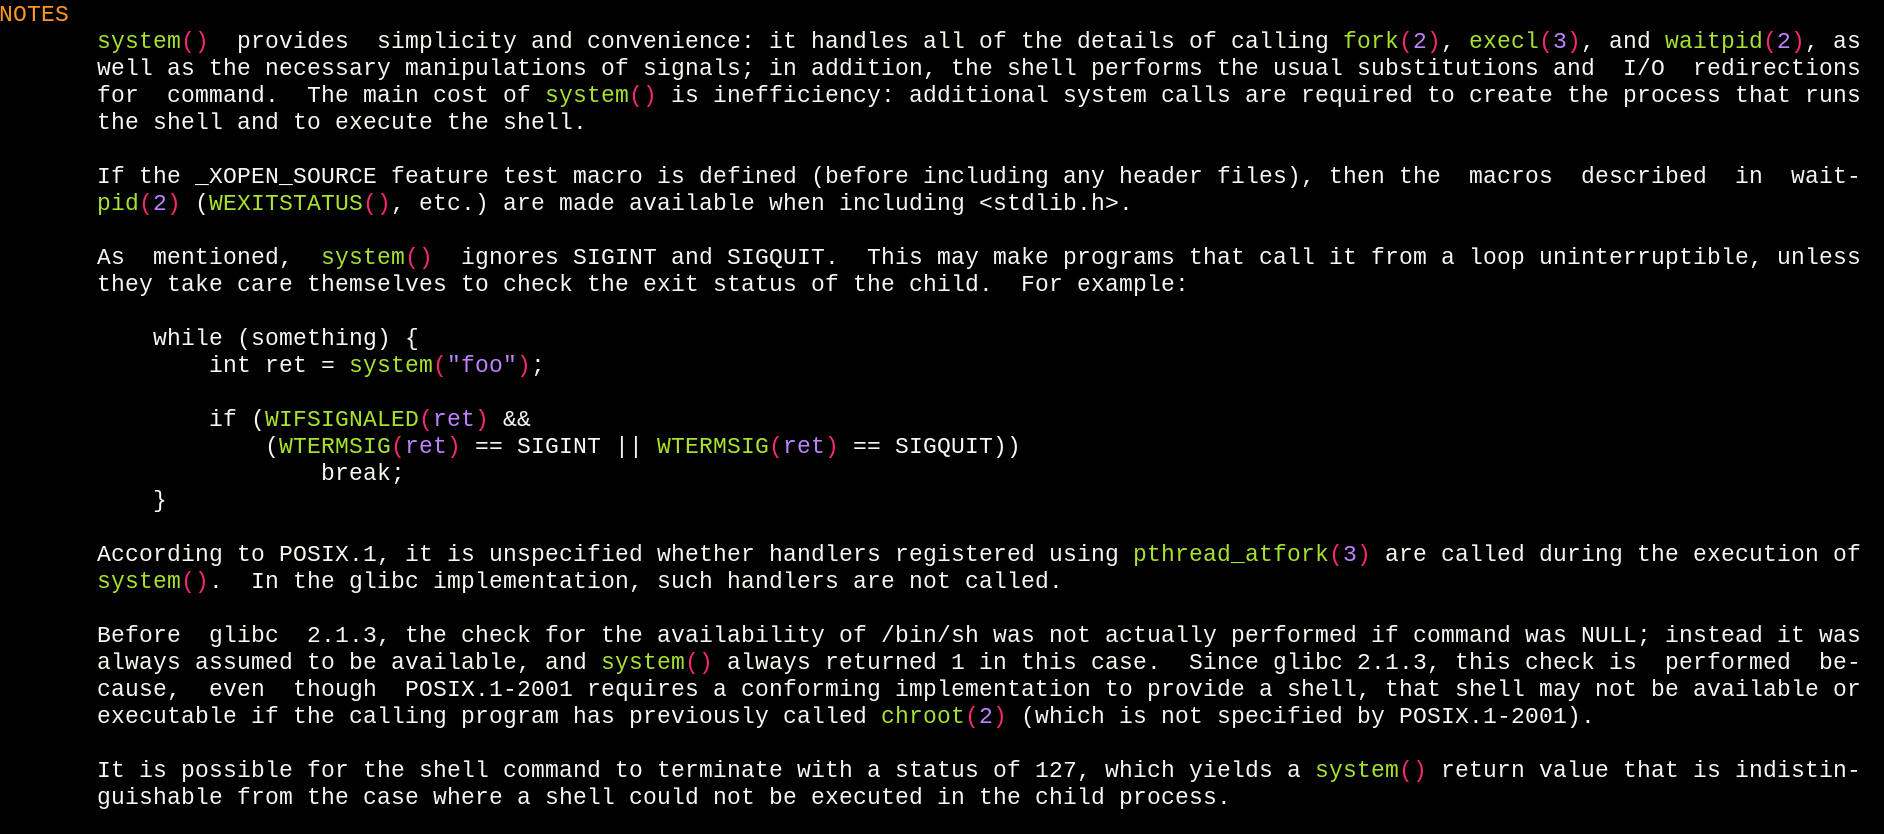 NOTES
system()  provides  simplicity and convenience: it handles all of the details of calling fork(2), execl(3), and waitpid(2), as
well as the necessary manipulations of signals; in addition, the shell performs the usual substitutions and  I/O  redirections
for  command.  The main cost of system() is inefficiency: additional system calls are required to create the process that runs
the shell and to execute the shell.

If the _XOPEN_SOURCE feature test macro is defined (before including any header files), then the  macros  described  in  wait-
pid(2) (WEXITSTATUS(), etc.) are made available when including <stdlib.h>.

As  mentioned,  system()  ignores SIGINT and SIGQUIT.  This may make programs that call it from a loop uninterruptible, unless
they take care themselves to check the exit status of the child.  For example:

    while (something) {
        int ret = system("foo");

        if (WIFSIGNALED(ret) &&
            (WTERMSIG(ret) == SIGINT || WTERMSIG(ret) == SIGQUIT))
                break;
    }

According to POSIX.1, it is unspecified whether handlers registered using pthread_atfork(3) are called during the execution of
system().  In the glibc implementation, such handlers are not called.

Before  glibc  2.1.3, the check for the availability of /bin/sh was not actually performed if command was NULL; instead it was
always assumed to be available, and system() always returned 1 in this case.  Since glibc 2.1.3, this check is  performed  be-
cause,  even  though  POSIX.1-2001 requires a conforming implementation to provide a shell, that shell may not be available or
executable if the calling program has previously called chroot(2) (which is not specified by POSIX.1-2001).

It is possible for the shell command to terminate with a status of 127, which yields a system() return value that is indistin-
guishable from the case where a shell could not be executed in the child process.